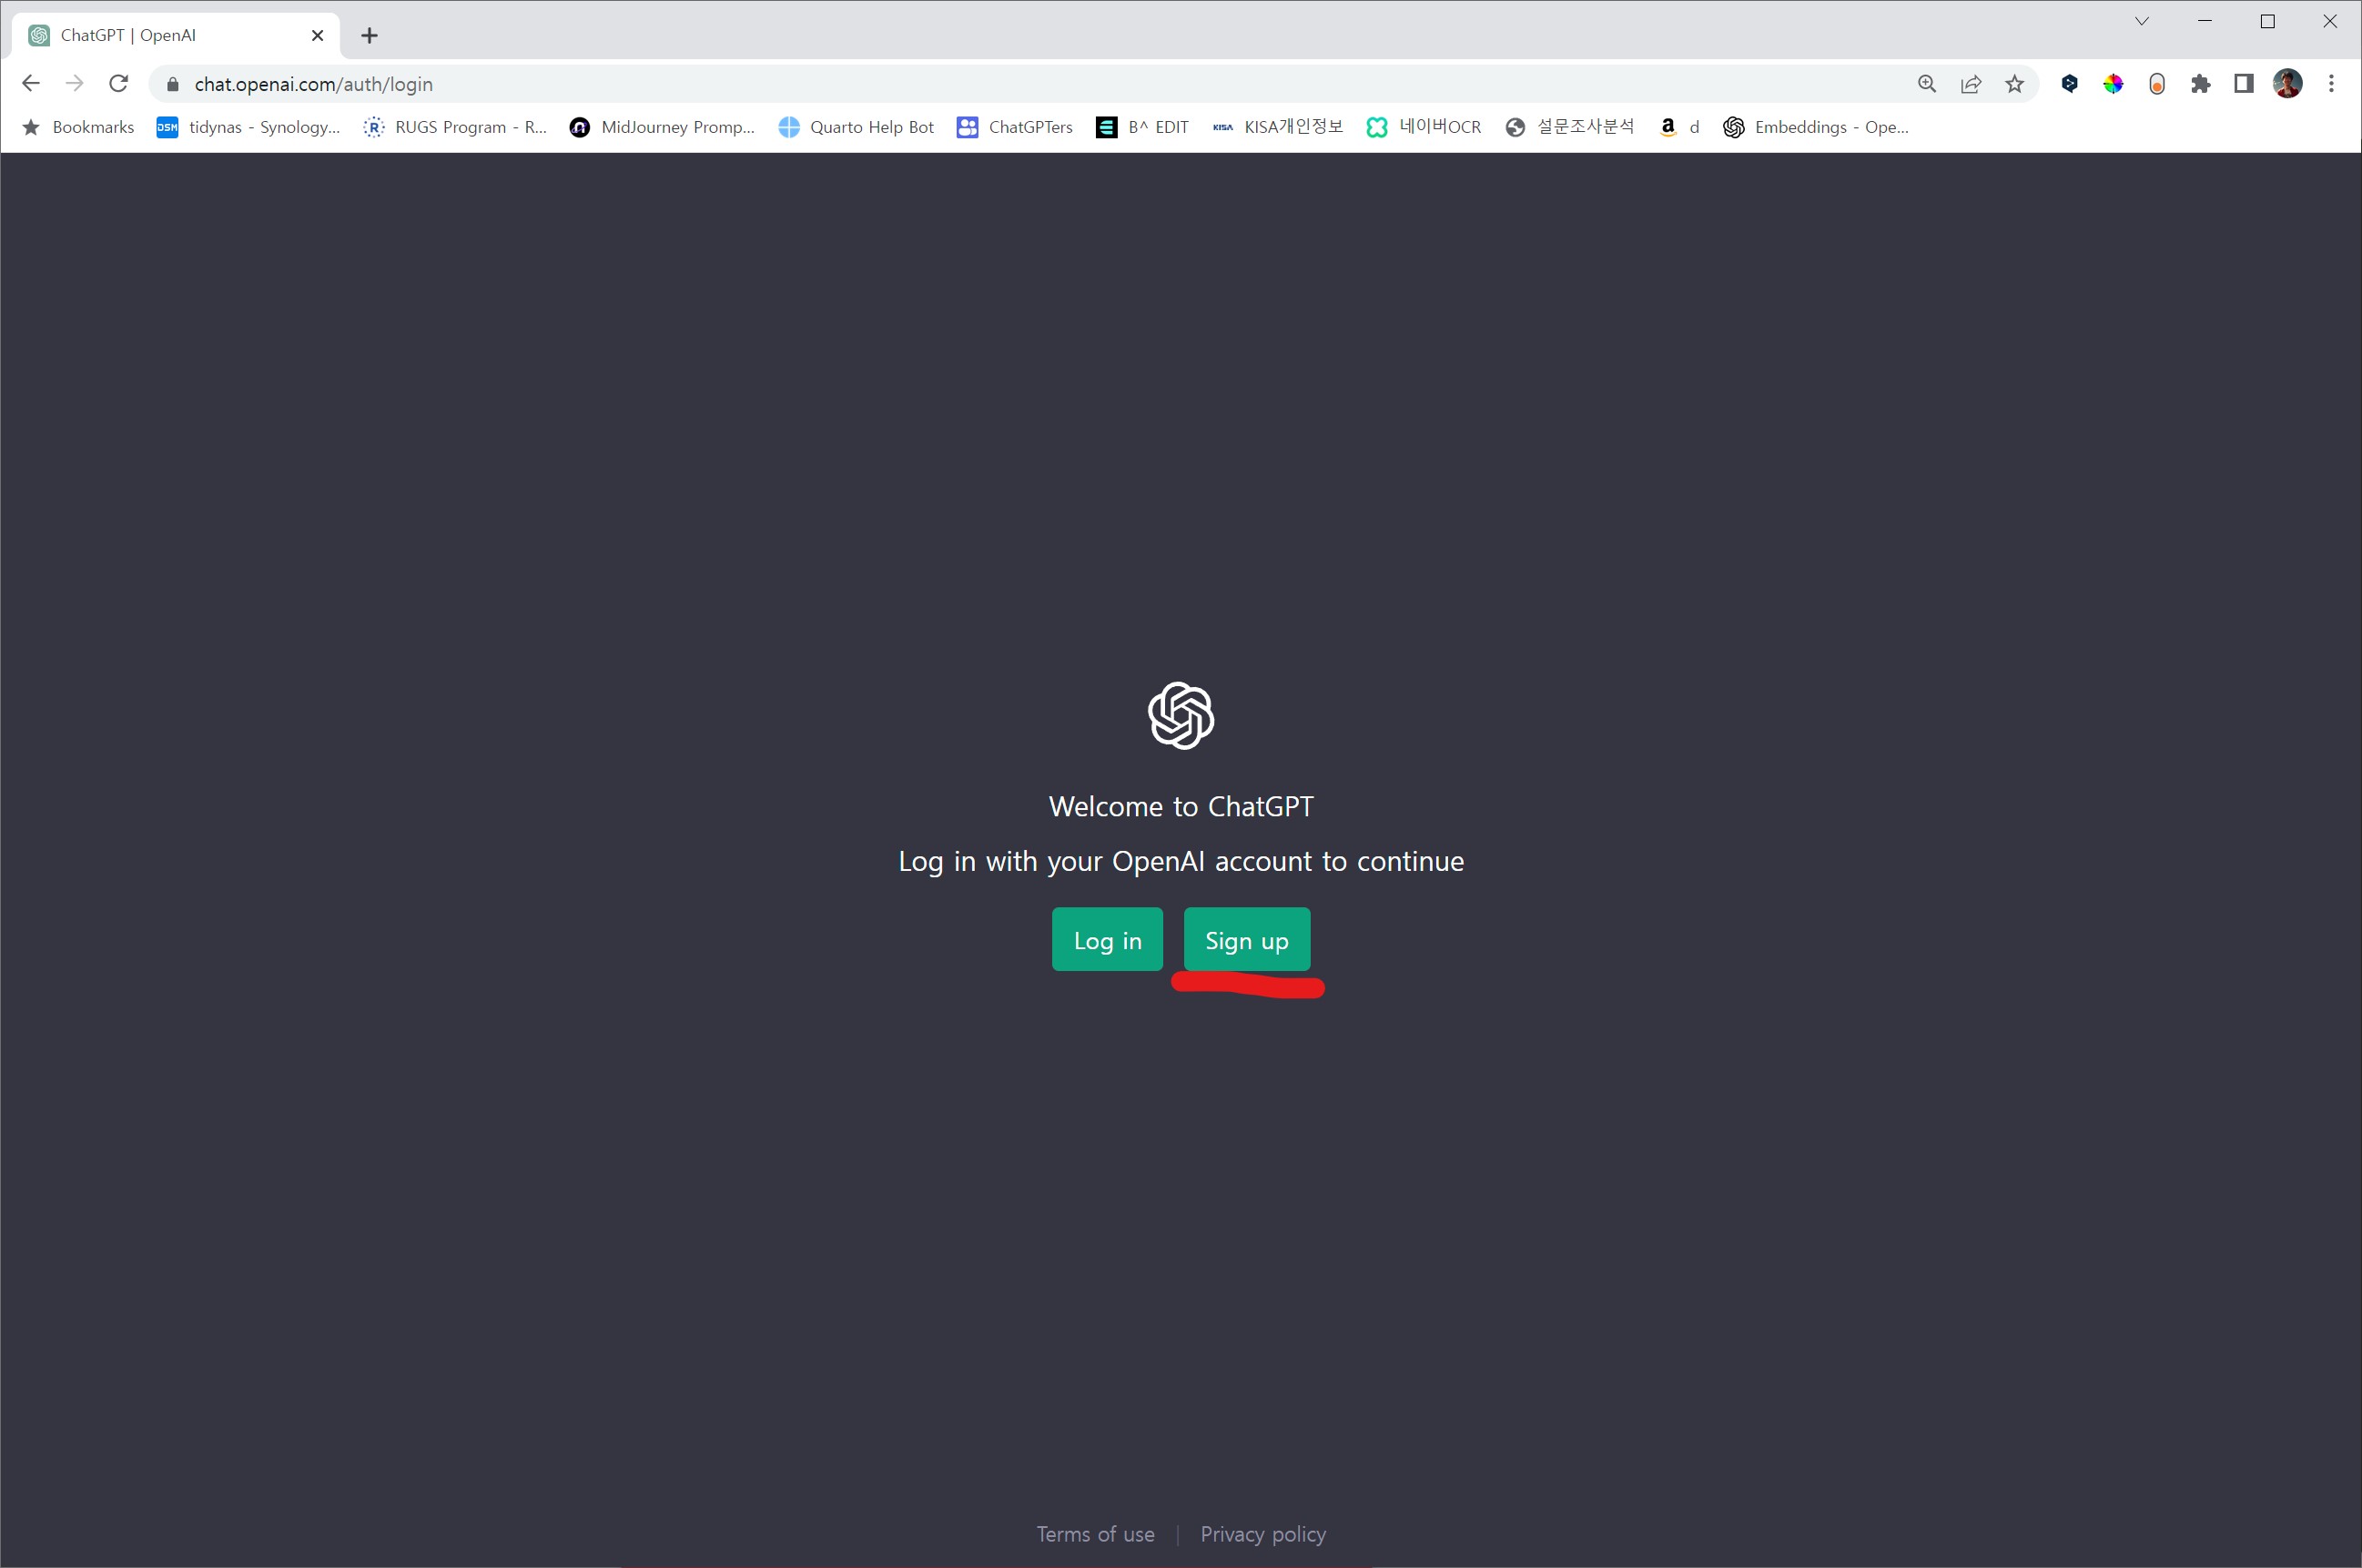 ChatGPT | OpenAI
chat.openai.com/auth/login
Bookmarks DSM tidynas - Synology... R RUGS Program - R... MidJourney Promp... Quarto Help Bot ChatGPTers B^ EDIT KISA KISA개인정보 네이버OCR 설문조사분석 a d Embeddings - Ope...
Welcome to ChatGPT
Log in with your OpenAI account to continue
Log in Sign up
Terms of use | Privacy policy